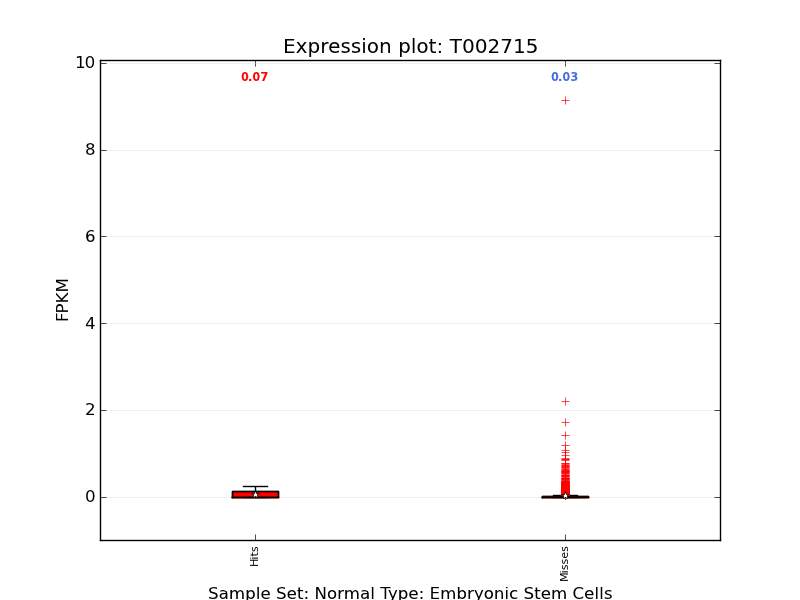 Expression plot: T002715
10
8
6
4
2
0
FPKM
0.07
0.03
Hits
Misses
Sample Set: Normal Type: Embryonic Stem Cells